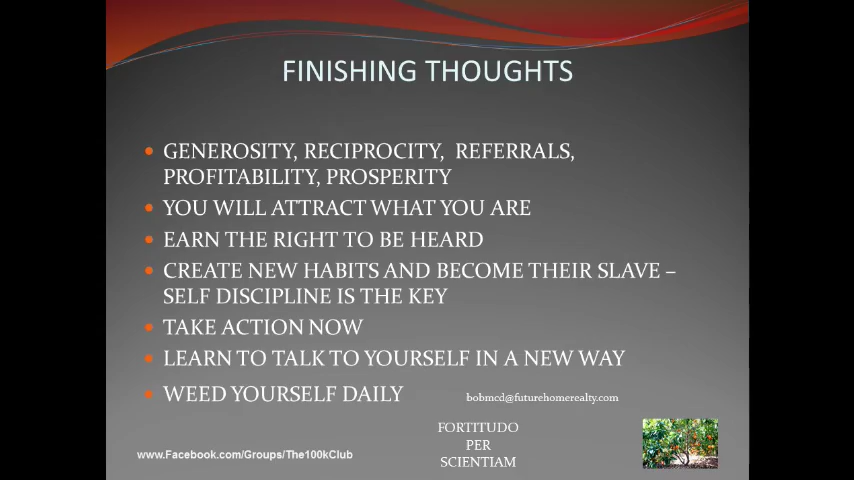 FINISHING THOUGHTS
GENEROSITY, RECIPROCITY, REFERRALS,
PROFITABILITY, PROSPERITY
YOU WILL ATTRACT WHAT YOU ARE
EARN THE RIGHT TO BE HEARD
CREATE NEW HABITS AND BECOME THEIR SLAVE –
SELF DISCIPLINE IS THE KEY
TAKE ACTION NOW
LEARN TO TALK TO YOURSELF IN A NEW WAY
WEED YOURSELF DAILY
bobmcd@futurehomerealty.com
FORTITUDO
PER
SCIENTIAM
www.Facebook.com/Groups/The100kClub